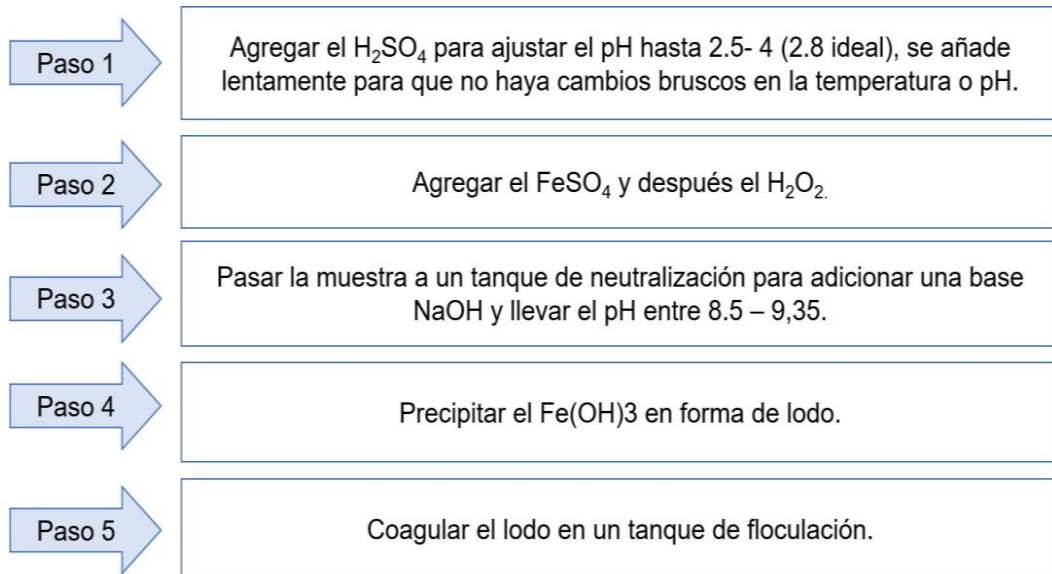 Paso 1
Agregar el H₂SO₄ para ajustar el pH hasta 2.5- 4 (2.8 ideal), se añade
lentamente para que no haya cambios bruscos en la temperatura o pH.
Paso 2
Agregar el FeSO₄ y después el H₂O₂.
Paso 3
Pasar la muestra a un tanque de neutralización para adicionar una base
NaOH y llevar el pH entre 8.5 – 9,35.
Paso 4
Precipitar el Fe(OH)3 en forma de lodo.
Paso 5
Coagular el lodo en un tanque de floculación.